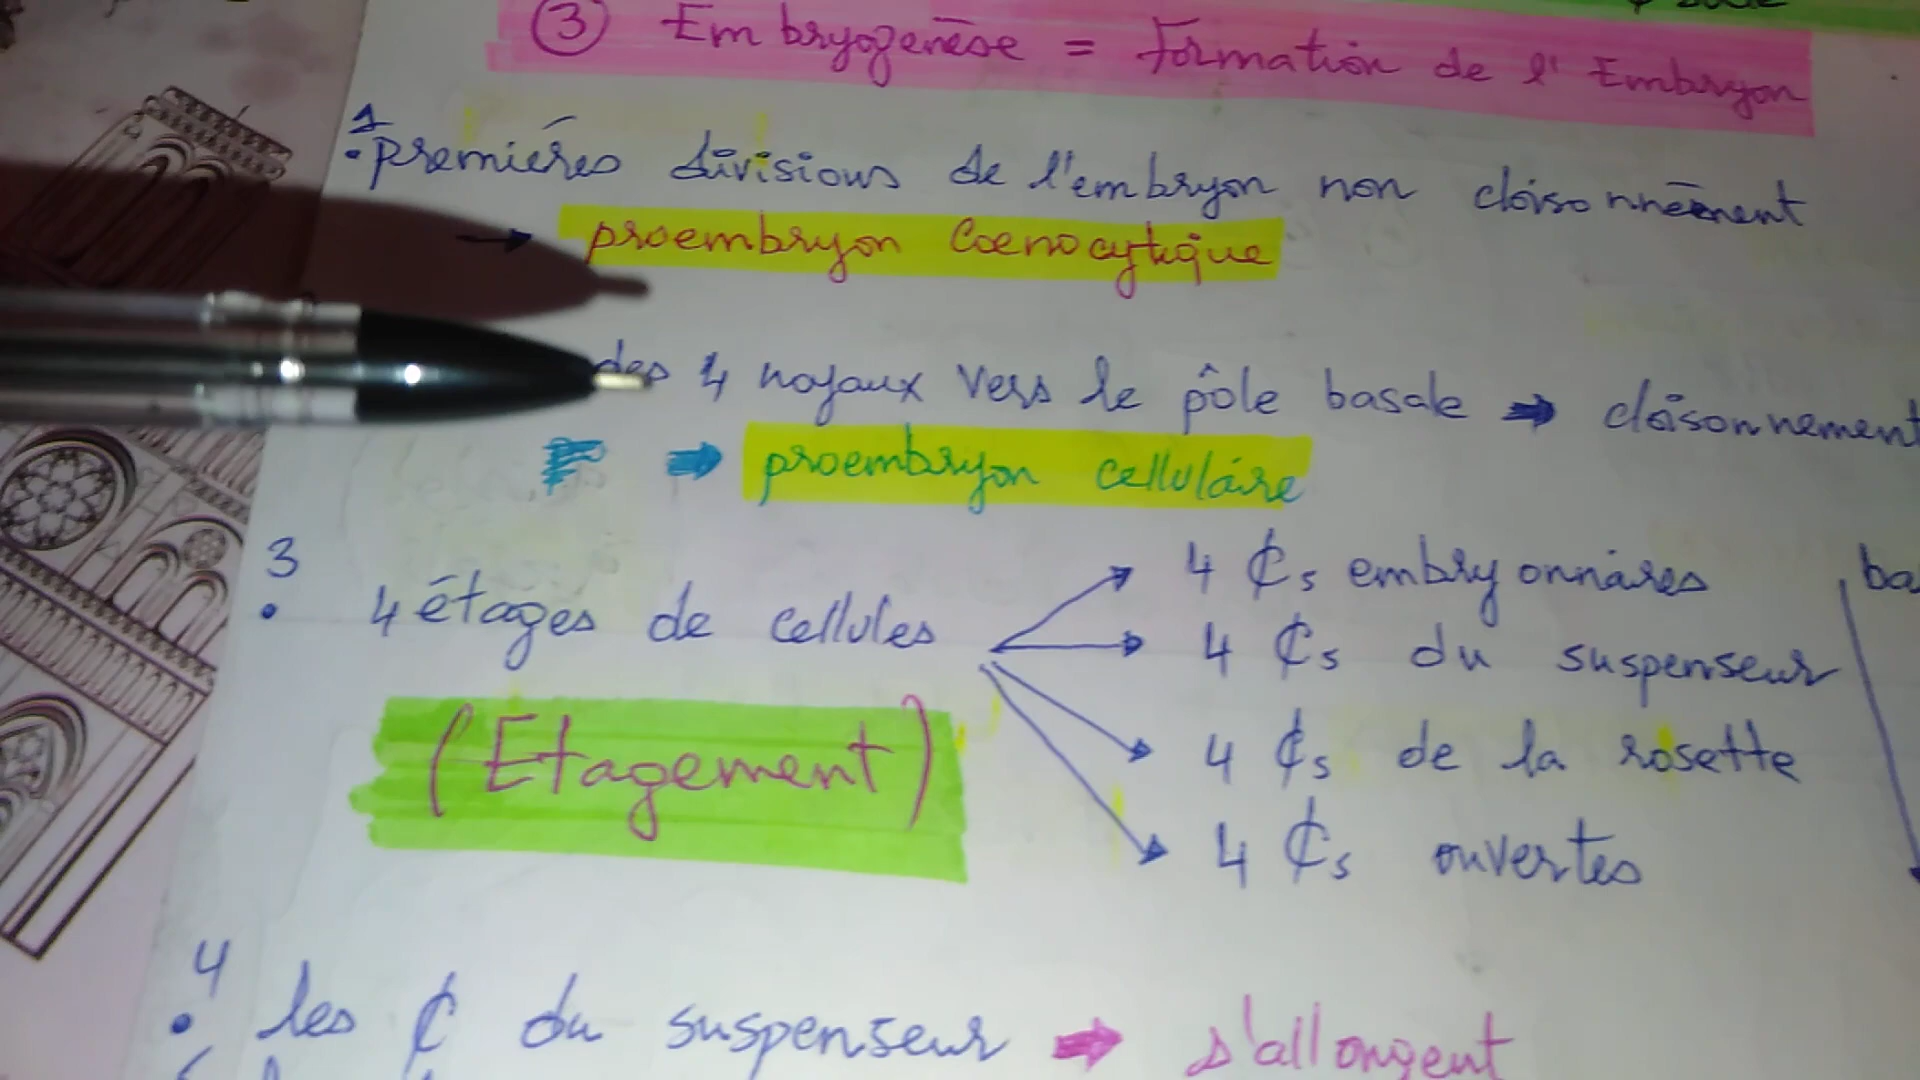 ③ Embryogenèse = Formation de l'Embryon
1
• premières divisions de l'embryon non cloisonnément
→ proembryon Coenocytique
des 4 noyaux vers le pôle basale → cloisonnement
→ proembryon cellulaire
3
• 4 étages de cellules
→ 4 ₵s embryonnaires
→ 4 ₵s du suspenseur
→ 4 ₵s de la rosette
→ 4 ₵s ouvertes
(Etagement)
4
• les ₵ du suspenseur → s'allongent